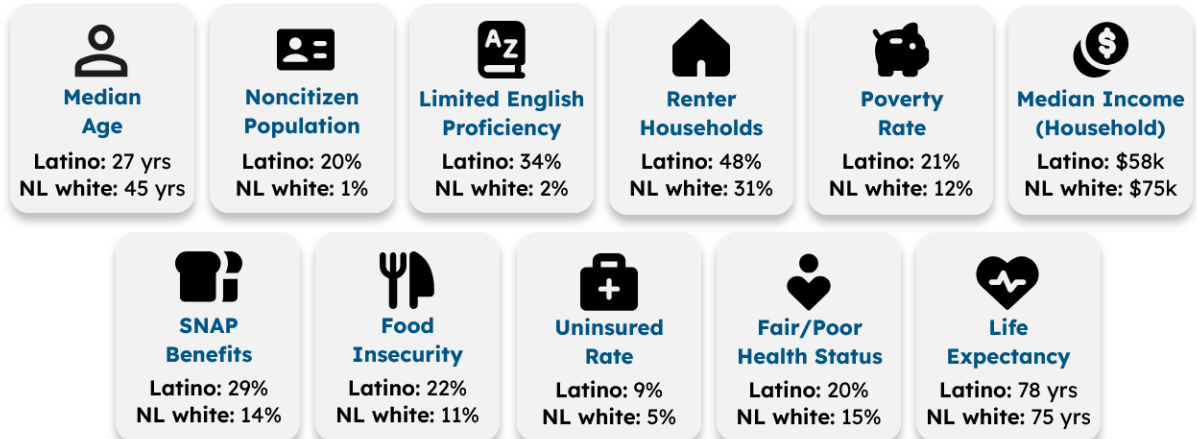 Median
Age
Latino: 27 yrs
NL white: 45 yrs
Noncitizen
Population
Latino: 20%
NL white: 1%
AZ
Limited English
Proficiency
Latino: 34%
NL white: 2%
Renter
Households
Latino: 48%
NL white: 31%
Poverty
Rate
Latino: 21%
NL white: 12%
$
Median Income
(Household)
Latino: $58k
NL white: $75k
SNAP
Benefits
Latino: 29%
NL white: 14%
Food
Insecurity
Latino: 22%
NL white: 11%
Uninsured
Rate
Latino: 9%
NL white: 5%
Fair/Poor
Health Status
Latino: 20%
NL white: 15%
Life
Expectancy
Latino: 78 yrs
NL white: 75 yrs